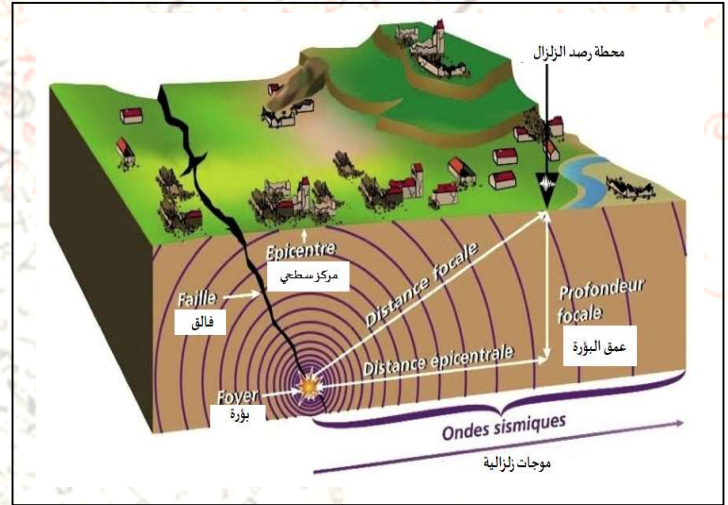 محطة رصد الزلزال
Epicentre
مركز سطحي
Faille
فالق
Distance focale
Profondeur
focale
عمق البؤرة
Distance épicentrale
Foyer
بؤرة
Ondes sismiques
موجات زلزالية